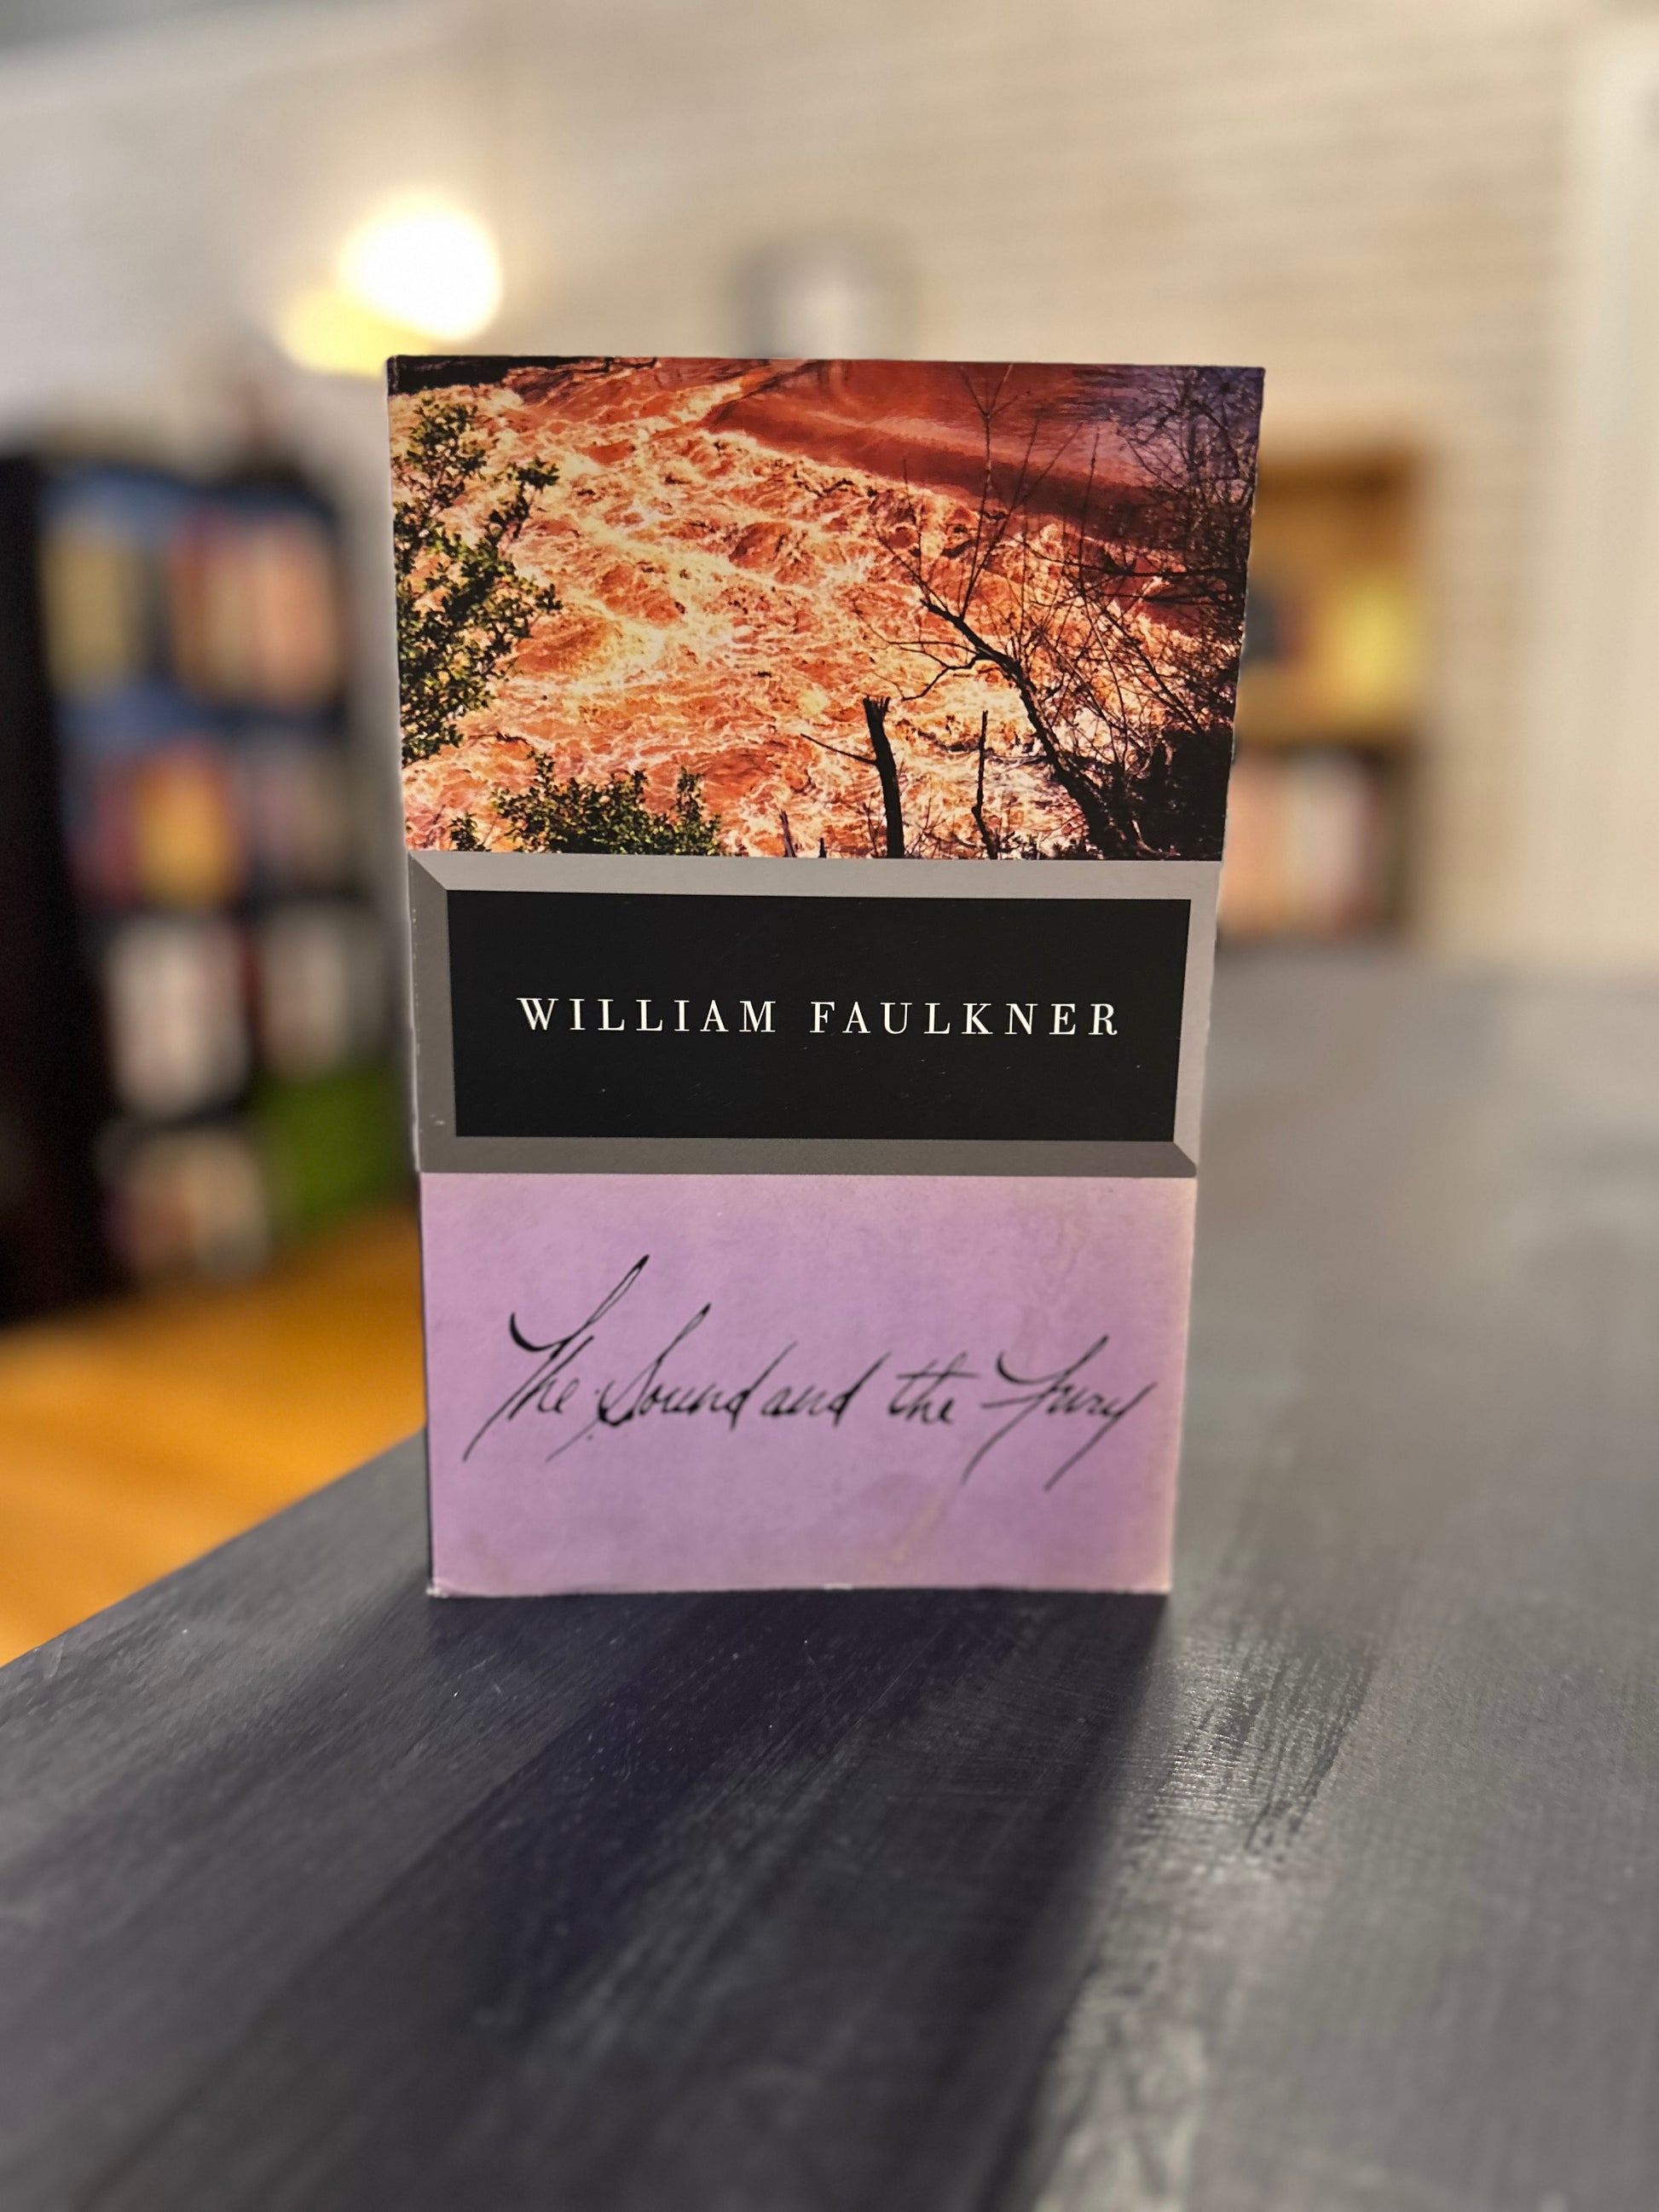 WILLIAM FAULKNER
The Sound and the Fury